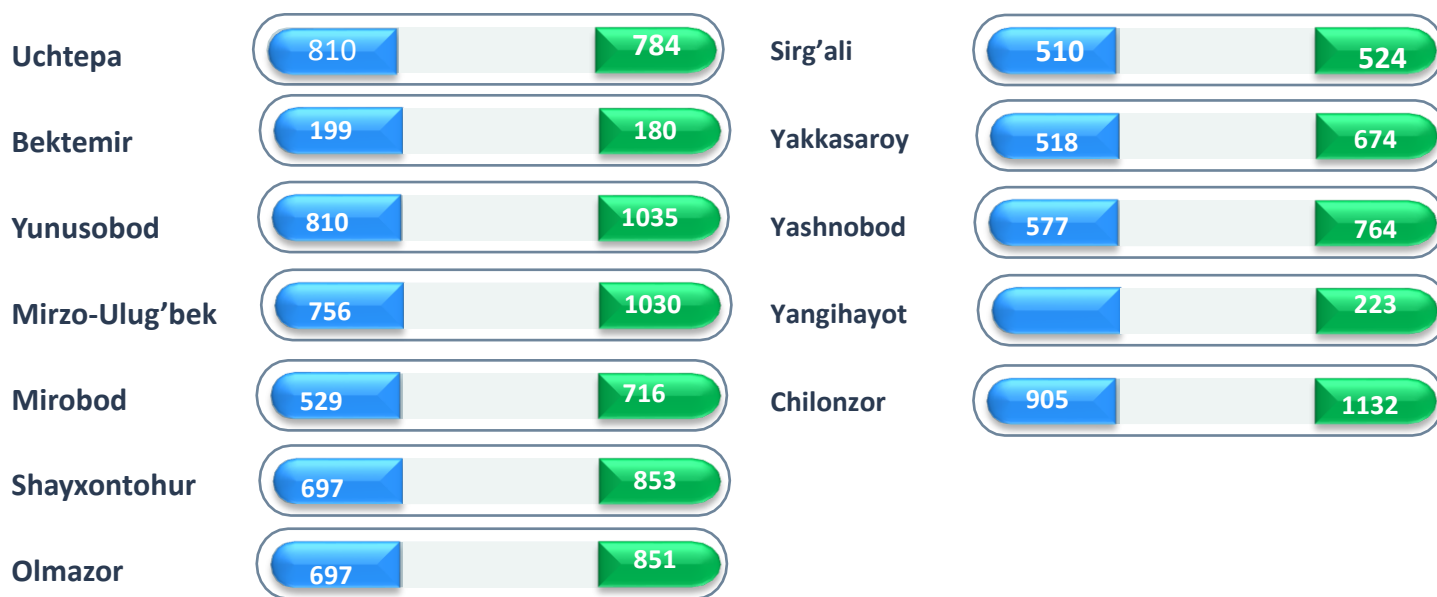 Uchtepa 810 784
Bektemir 199 180
Yunusobod 810 1035
Mirzo-Ulug’bek 756 1030
Mirobod 529 716
Shayxontohur 697 853
Olmazor 697 851
Sirg’ali 510 524
Yakkasaroy 518 674
Yashnobod 577 764
Yangihayot 223
Chilonzor 905 1132